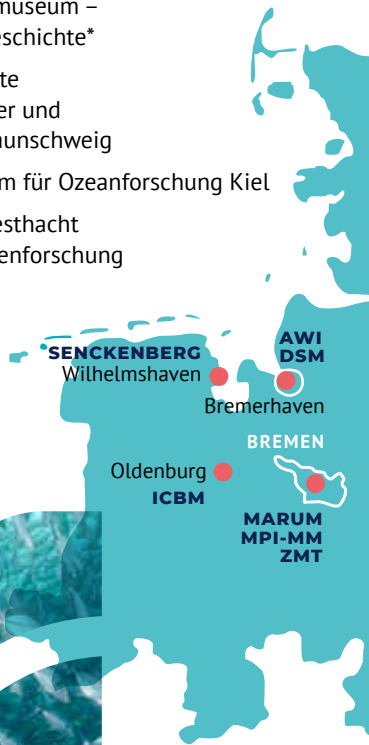 museum –
eschichte*
te
er und
unschweig
m für Ozeanforschung Kiel
esthacht
enforschung
SENCKENBERG
Wilhelmshaven
AWI
DSM
Bremerhaven
BREMEN
Oldenburg
ICBM
MARUM
MPI-MM
ZMT